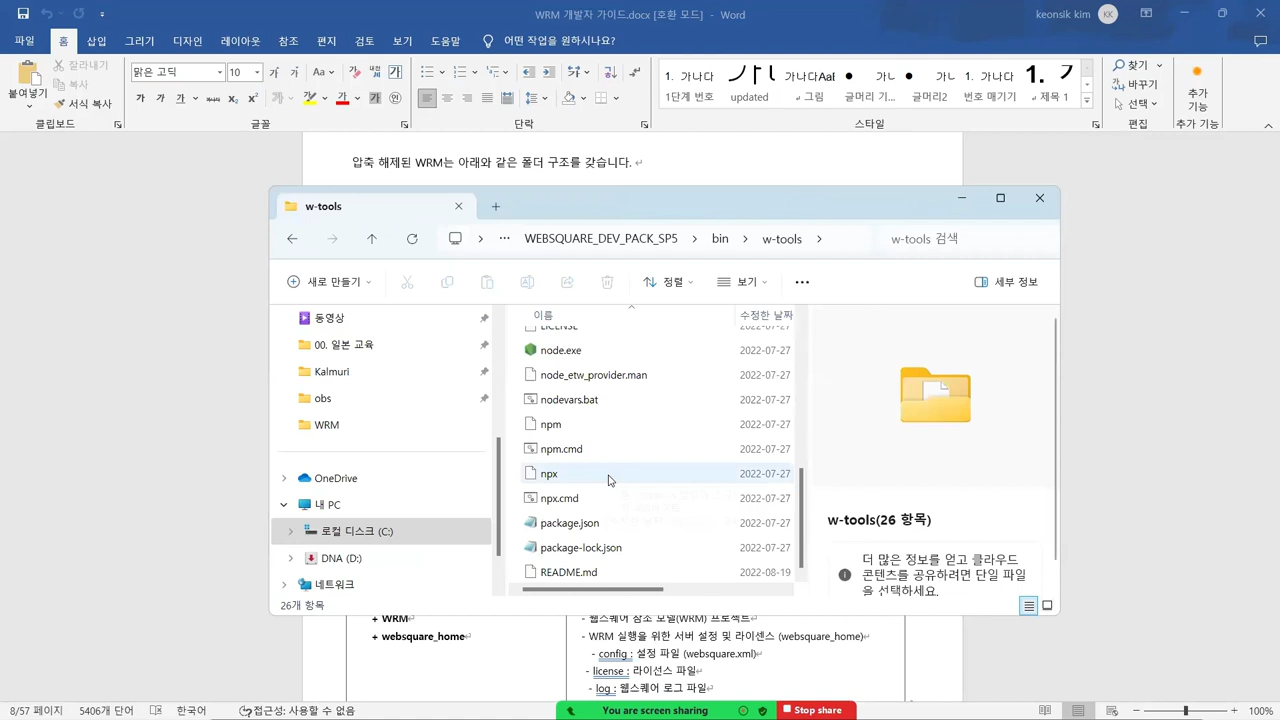 WRM 개발자 가이드.docx [호환 모드] - Word
keonsik kim
KK
파일 홈 삽입 그리기 디자인 레이아웃 참조 편지 검토 보기 도움말 어떤 작업을 원하시나요?
붙여넣기
잘라내기
복사
서식 복사
클립보드
맑은 고딕
10
글꼴
단락
1. 가나다
1단계 번호
updated
가나다Aa
그림
글머리 기...
글머리2
1. 가나다
번호 매기기
제목 1
스타일
찾기
바꾸기
선택
편집
추가 기능
추가 기능
압축 해제된 WRM는 아래와 같은 폴더 구조를 갖습니다.
w-tools
WEBSQUARE_DEV_PACK_SP5 > bin > w-tools >
w-tools 검색
새로 만들기
정렬
보기
세부 정보
동영상
00. 일본 교육
Kalmuri
obs
WRM
OneDrive
내 PC
로컬 디스크 (C:)
DNA (D:)
네트워크
이름 수정한 날짜
LICENSE 2022-07-27
node.exe 2022-07-27
node_etw_provider.man 2022-07-27
nodevars.bat 2022-07-27
npm 2022-07-27
npm.cmd 2022-07-27
npx 2022-07-27
npx.cmd 2022-07-27
package.json 2022-07-27
package-lock.json 2022-07-27
README.md 2022-08-19
w-tools(26 항목)
더 많은 정보를 얻고 클라우드
콘텐츠를 공유하려면 단일 파일
을 선택하세요.
26개 항목
+ WRM
+ websquare_home
- 웹스퀘어 참조 모델(WRM) 프로젝트
- WRM 실행을 위한 서버 설정 및 라이센스 (websquare_home)
- config : 설정 파일 (websquare.xml)
- license : 라이선스 파일
- log : 웹스퀘어 로그 파일
8/57 페이지 5406개 단어 한국어 접근성: 사용할 수 없음
You are screen sharing
Stop share
100%